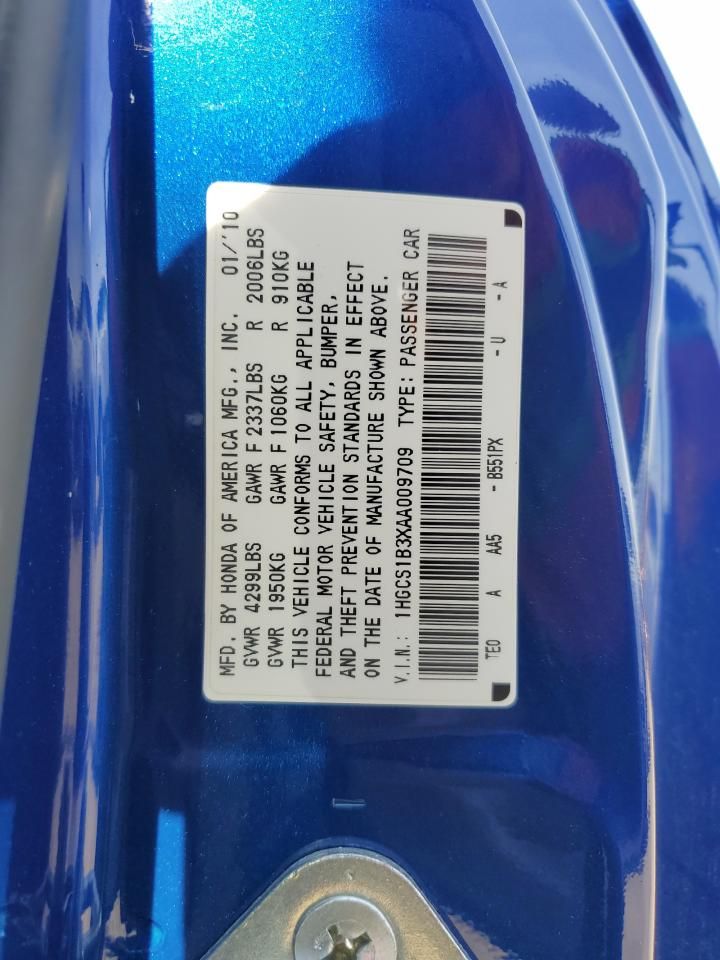 MFD. BY HONDA OF AMERICA MFG., INC. 01/'10
GVWR 4299LBS GAWR F 2337LBS R 2006LBS
GVWR 1950KG GAWR F 1060KG R 910KG
THIS VEHICLE CONFORMS TO ALL APPLICABLE
FEDERAL MOTOR VEHICLE SAFETY, BUMPER,
AND THEFT PREVENTION STANDARDS IN EFFECT
ON THE DATE OF MANUFACTURE SHOWN ABOVE.
V.I.N.: 1HGCS1B3XAA009709 TYPE: PASSENGER CAR
TE0 A AA5 - B551PX - U - A